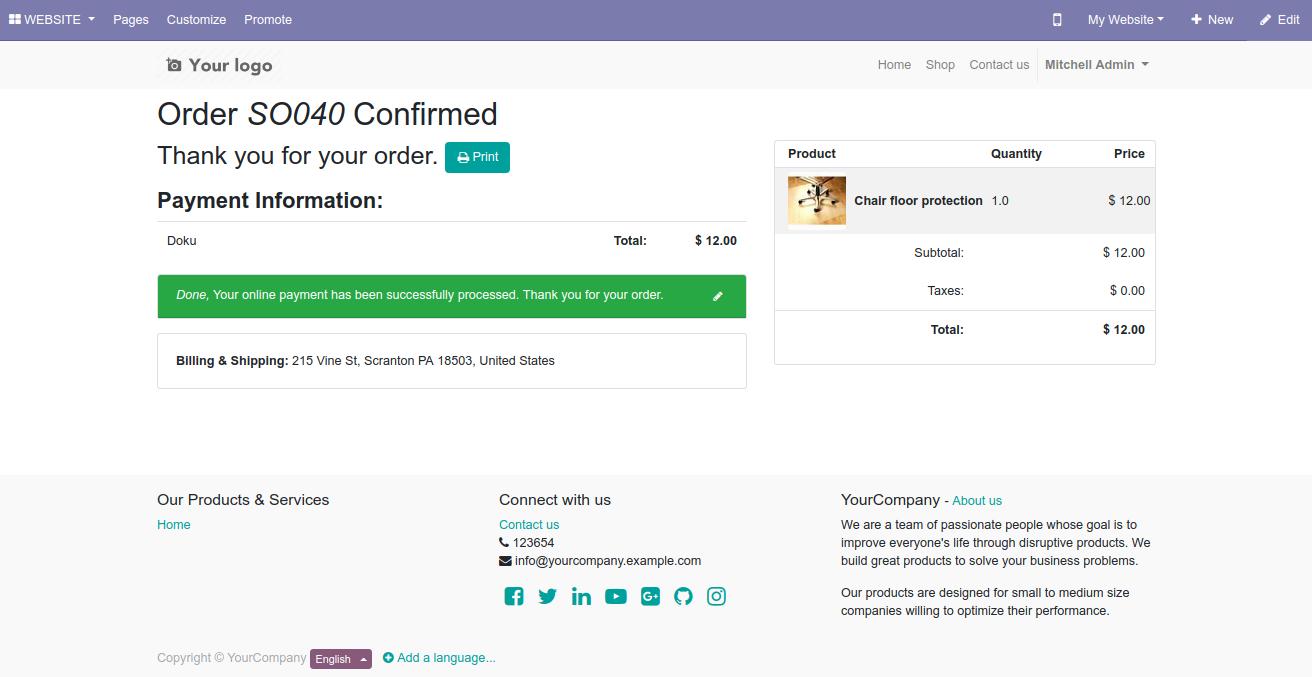 WEBSITE Pages Customize Promote My Website New Edit
Your logo Home Shop Contact us Mitchell Admin
Order SO040 Confirmed
Thank you for your order. Print
Payment Information:
Doku Total: $ 12.00
Done, Your online payment has been successfully processed. Thank you for your order.
Billing & Shipping: 215 Vine St, Scranton PA 18503, United States
Product Quantity Price
Chair floor protection 1.0 $ 12.00
Subtotal: $ 12.00
Taxes: $ 0.00
Total: $ 12.00
Our Products & Services
Home
Connect with us
Contact us
123654
info@yourcompany.example.com
YourCompany - About us
We are a team of passionate people whose goal is to
improve everyone's life through disruptive products. We
build great products to solve your business problems.
Our products are designed for small to medium size
companies willing to optimize their performance.
Copyright © YourCompany English Add a language...